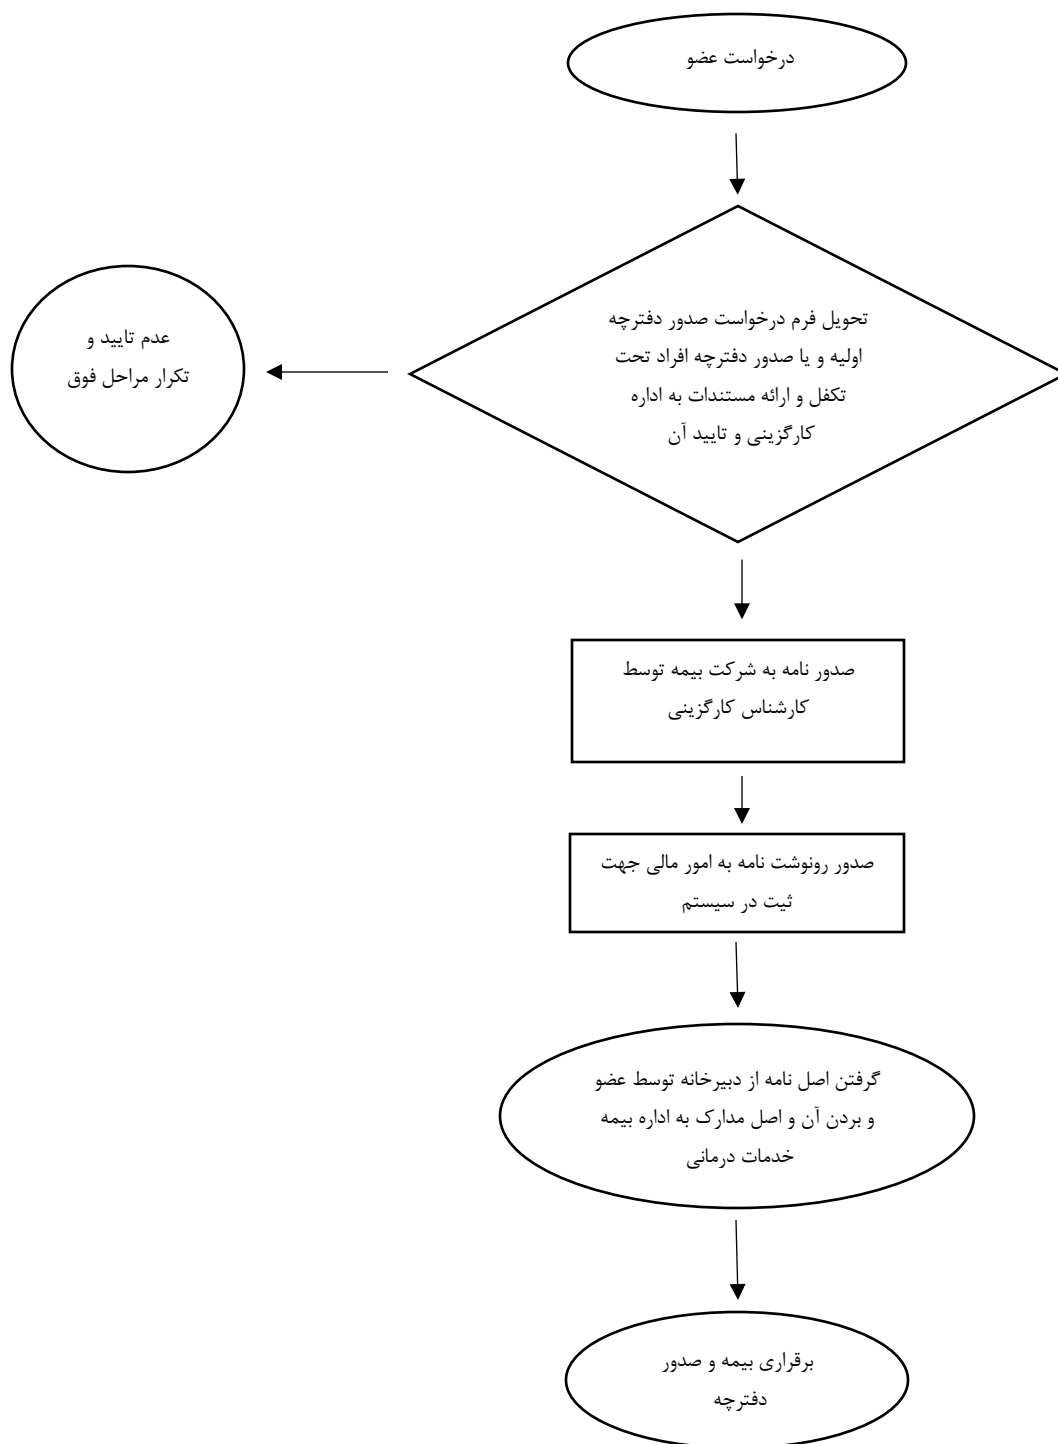 درخواست عضو
تحویل فرم درخواست صدور دفترچه
اولیه و یا صدور دفترچه افراد تحت
تکفل و ارائه مستندات به اداره
کارگزینی و تایید آن
عدم تایید و
تکرار مراحل فوق
صدور نامه به شرکت بیمه توسط
کارشناس کارگزینی
صدور رونوشت نامه به امور مالی جهت
ثبت در سیستم
گرفتن اصل نامه از دبیرخانه توسط عضو
و بردن آن و اصل مدارک به اداره بیمه
خدمات درمانی
برقراری بیمه و صدور
دفترچه